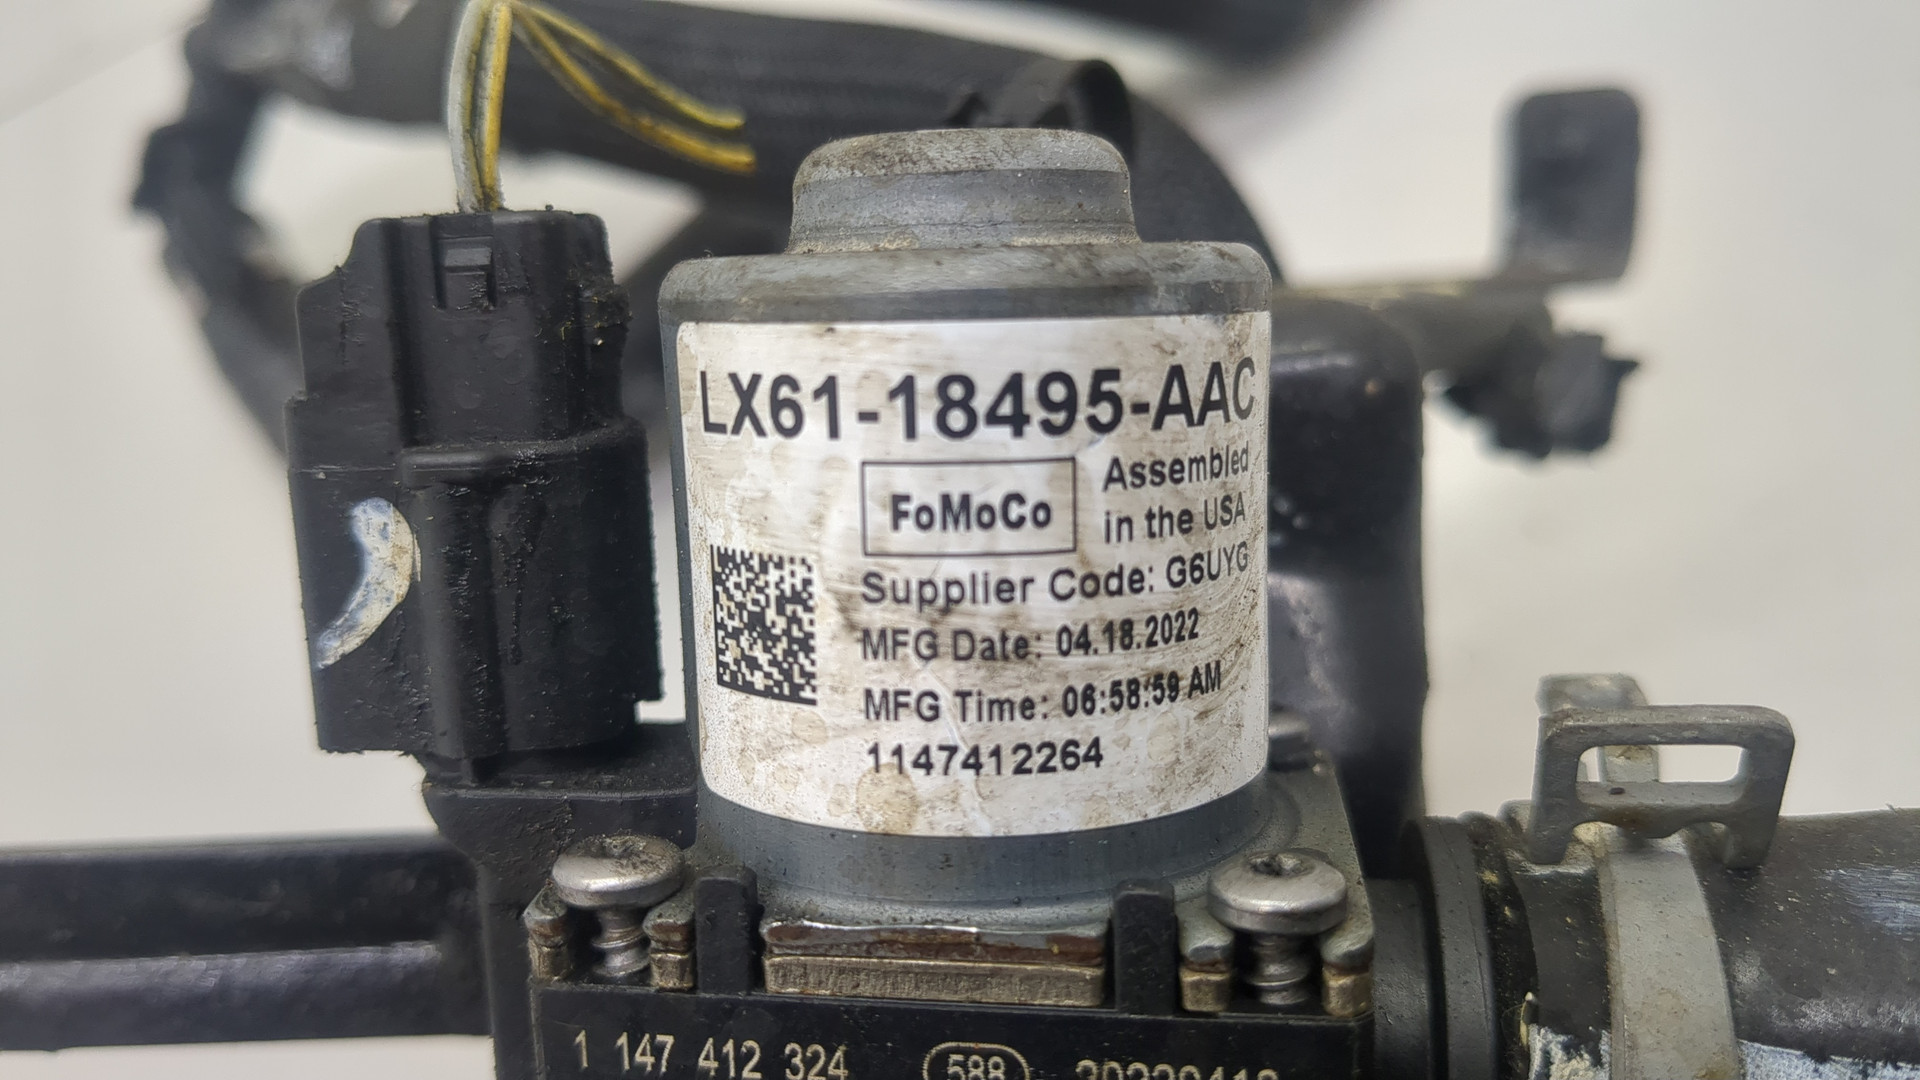 LX61-18495-AAC
FoMoCo
Assembled
in the USA
Supplier Code: G6UYG
MFG Date: 04.18.2022
MFG Time: 06:58:59 AM
1147412264
1 147 412 324 588